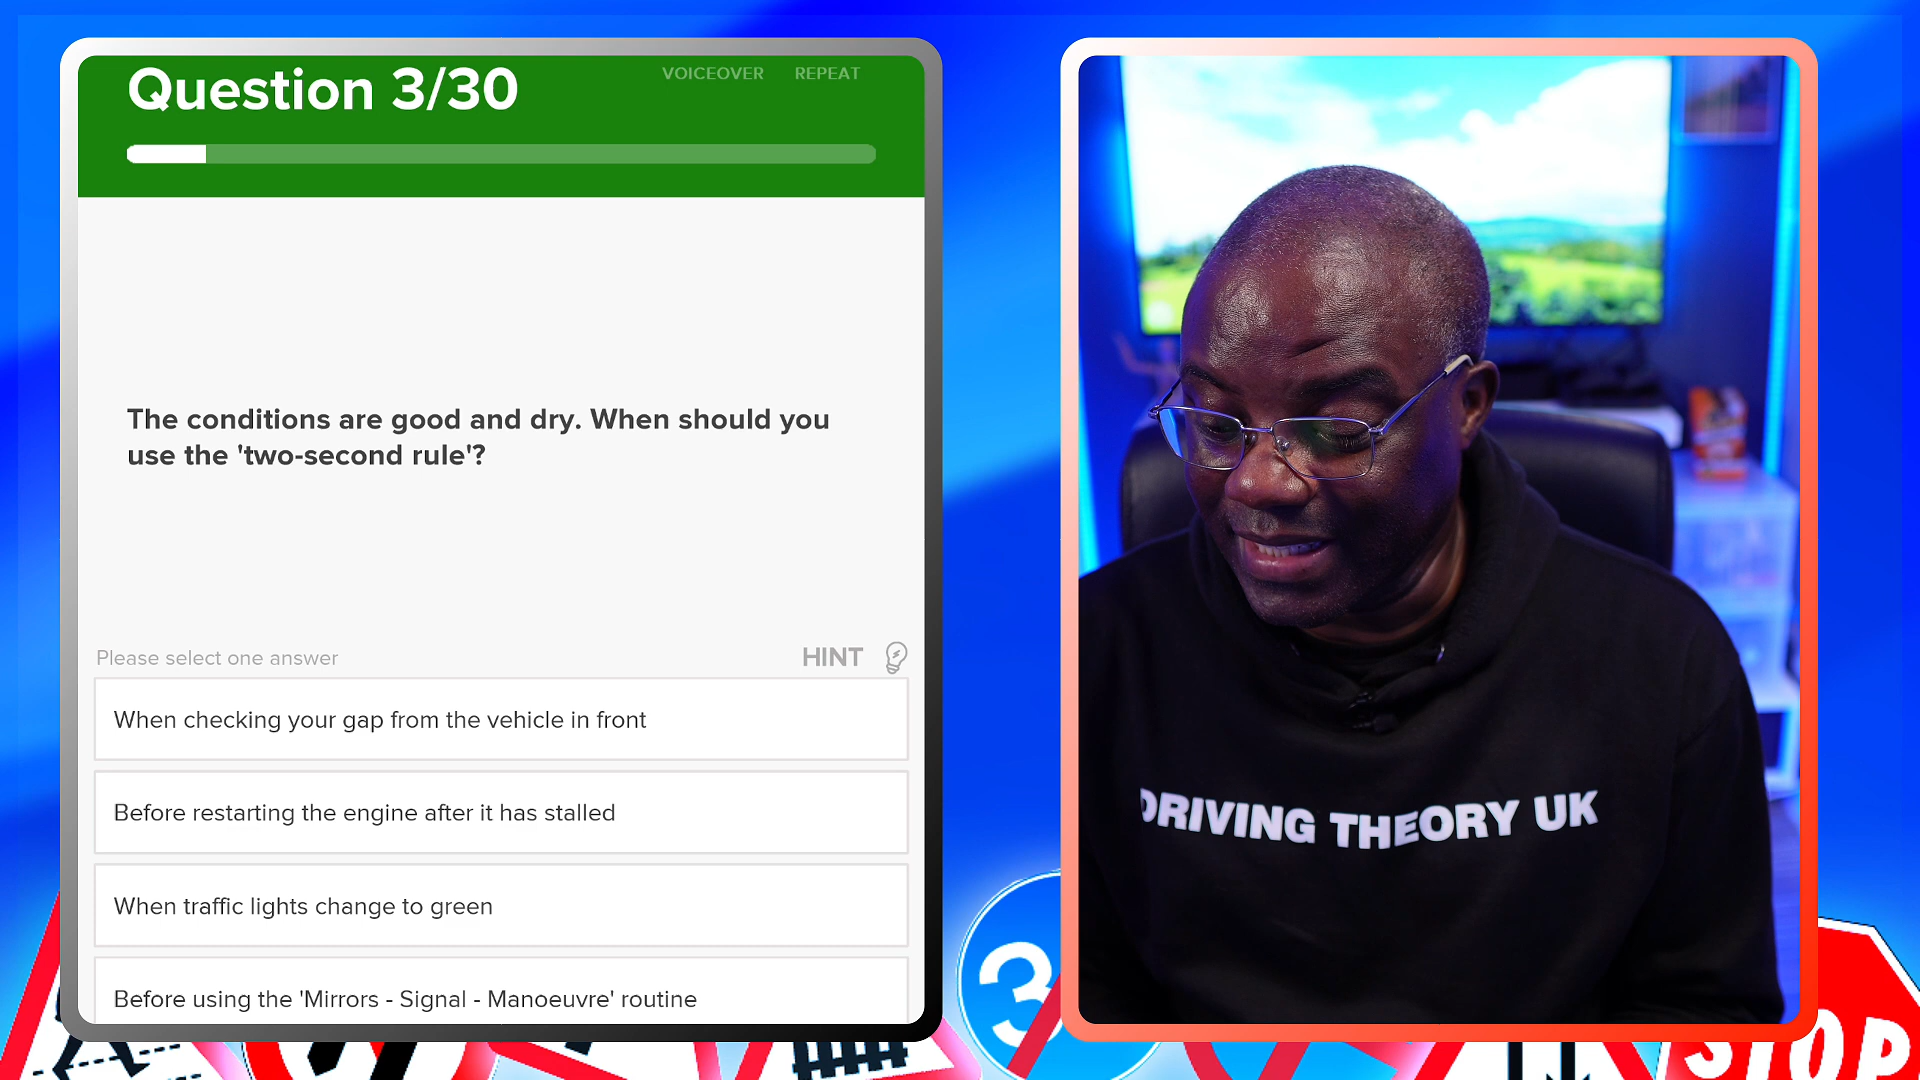 Question 3/30
VOICEOVER REPEAT
The conditions are good and dry. When should you
use the 'two-second rule'?
Please select one answer
HINT
When checking your gap from the vehicle in front
Before restarting the engine after it has stalled
When traffic lights change to green
Before using the 'Mirrors - Signal - Manoeuvre' routine
DRIVING THEORY UK
3
STOP